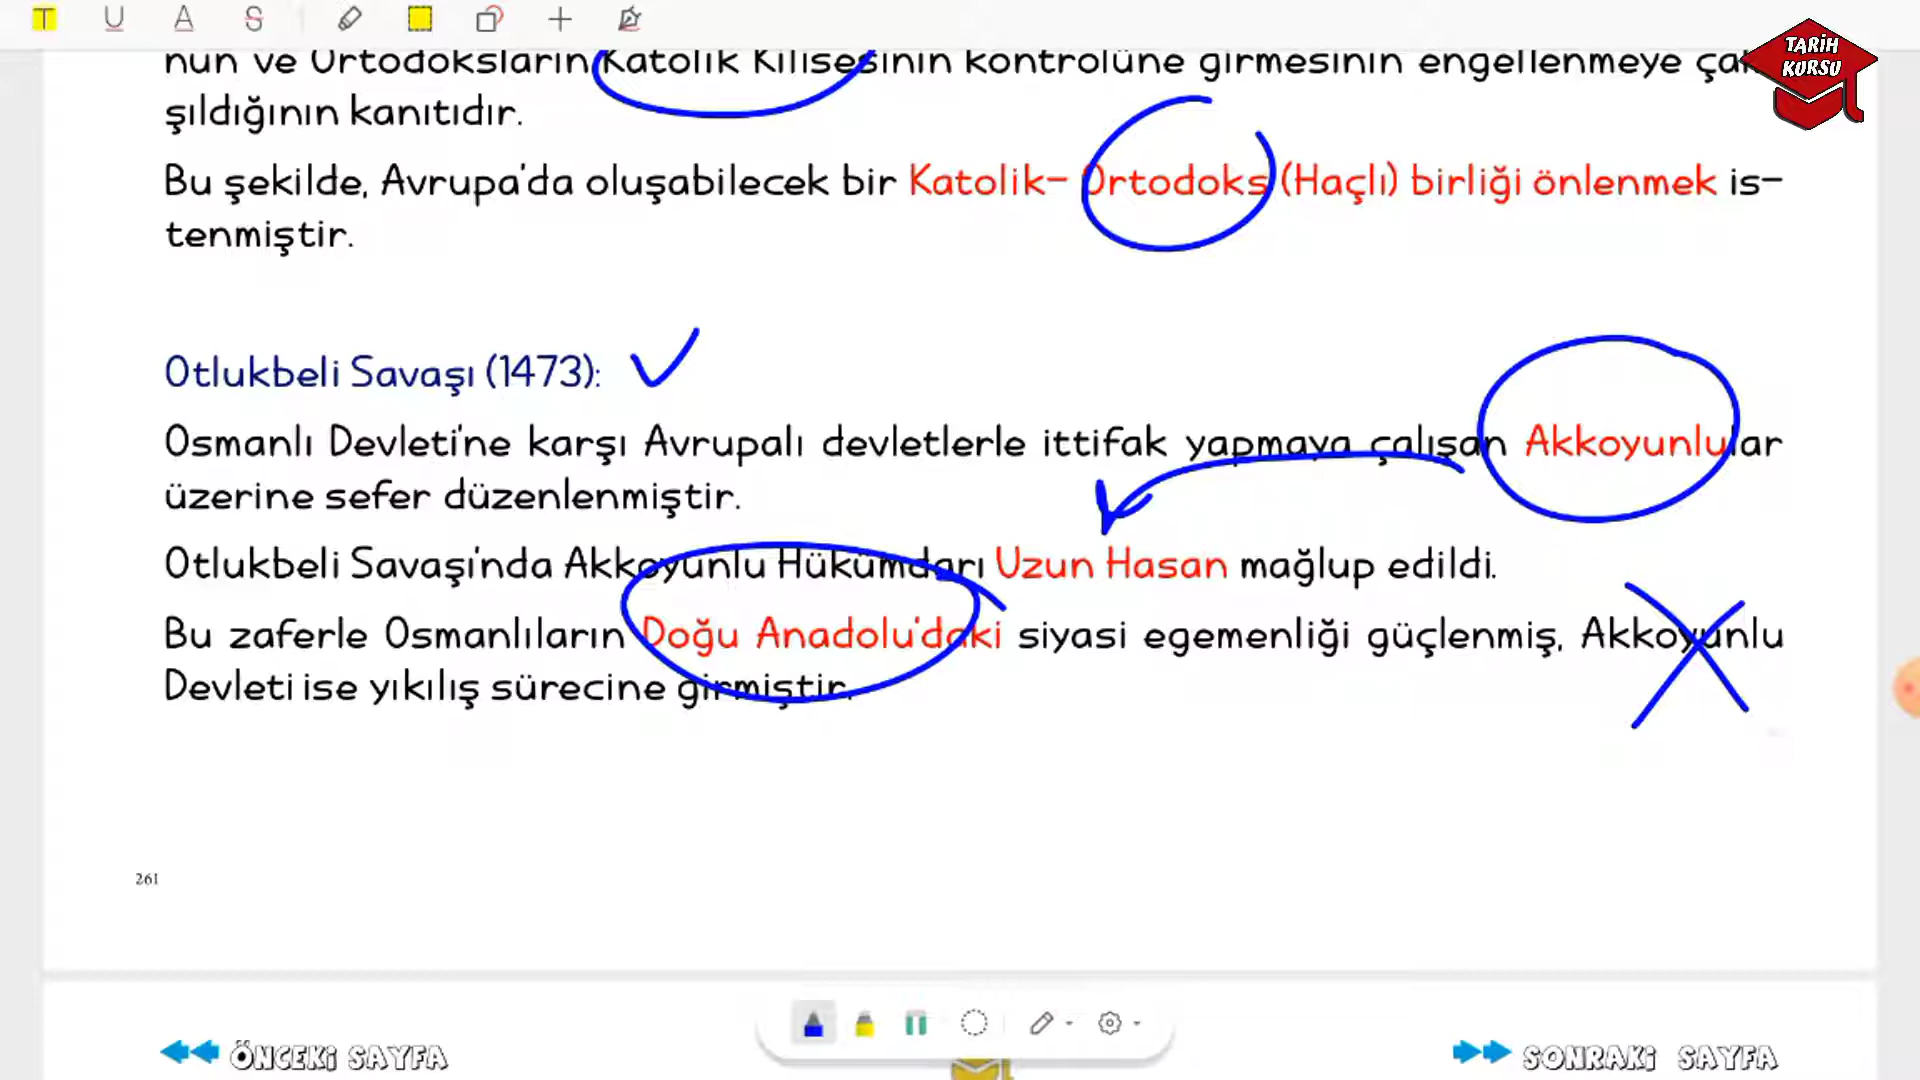 TARİH
KURSU
nun ve Ortodoksların Katolik Kilisesinin kontrolüne girmesinin engellenmeye çalı-
şıldığının kanıtıdır.
Bu şekilde, Avrupa'da oluşabilecek bir Katolik- Ortodoks (Haçlı) birliği önlenmek is-
tenmiştir.
Otlukbeli Savaşı (1473):
Osmanlı Devleti'ne karşı Avrupalı devletlerle ittifak yapmaya çalışan Akkoyunlular
üzerine sefer düzenlenmiştir.
Otlukbeli Savaşı'nda Akkoyunlu Hükümdarı Uzun Hasan mağlup edildi.
Bu zaferle Osmanlıların Doğu Anadolu'daki siyasi egemenliği güçlenmiş, Akkoyunlu
Devleti ise yıkılış sürecine girmiştir.
261
ÖNCEKİ SAYFA
SONRAKİ SAYFA